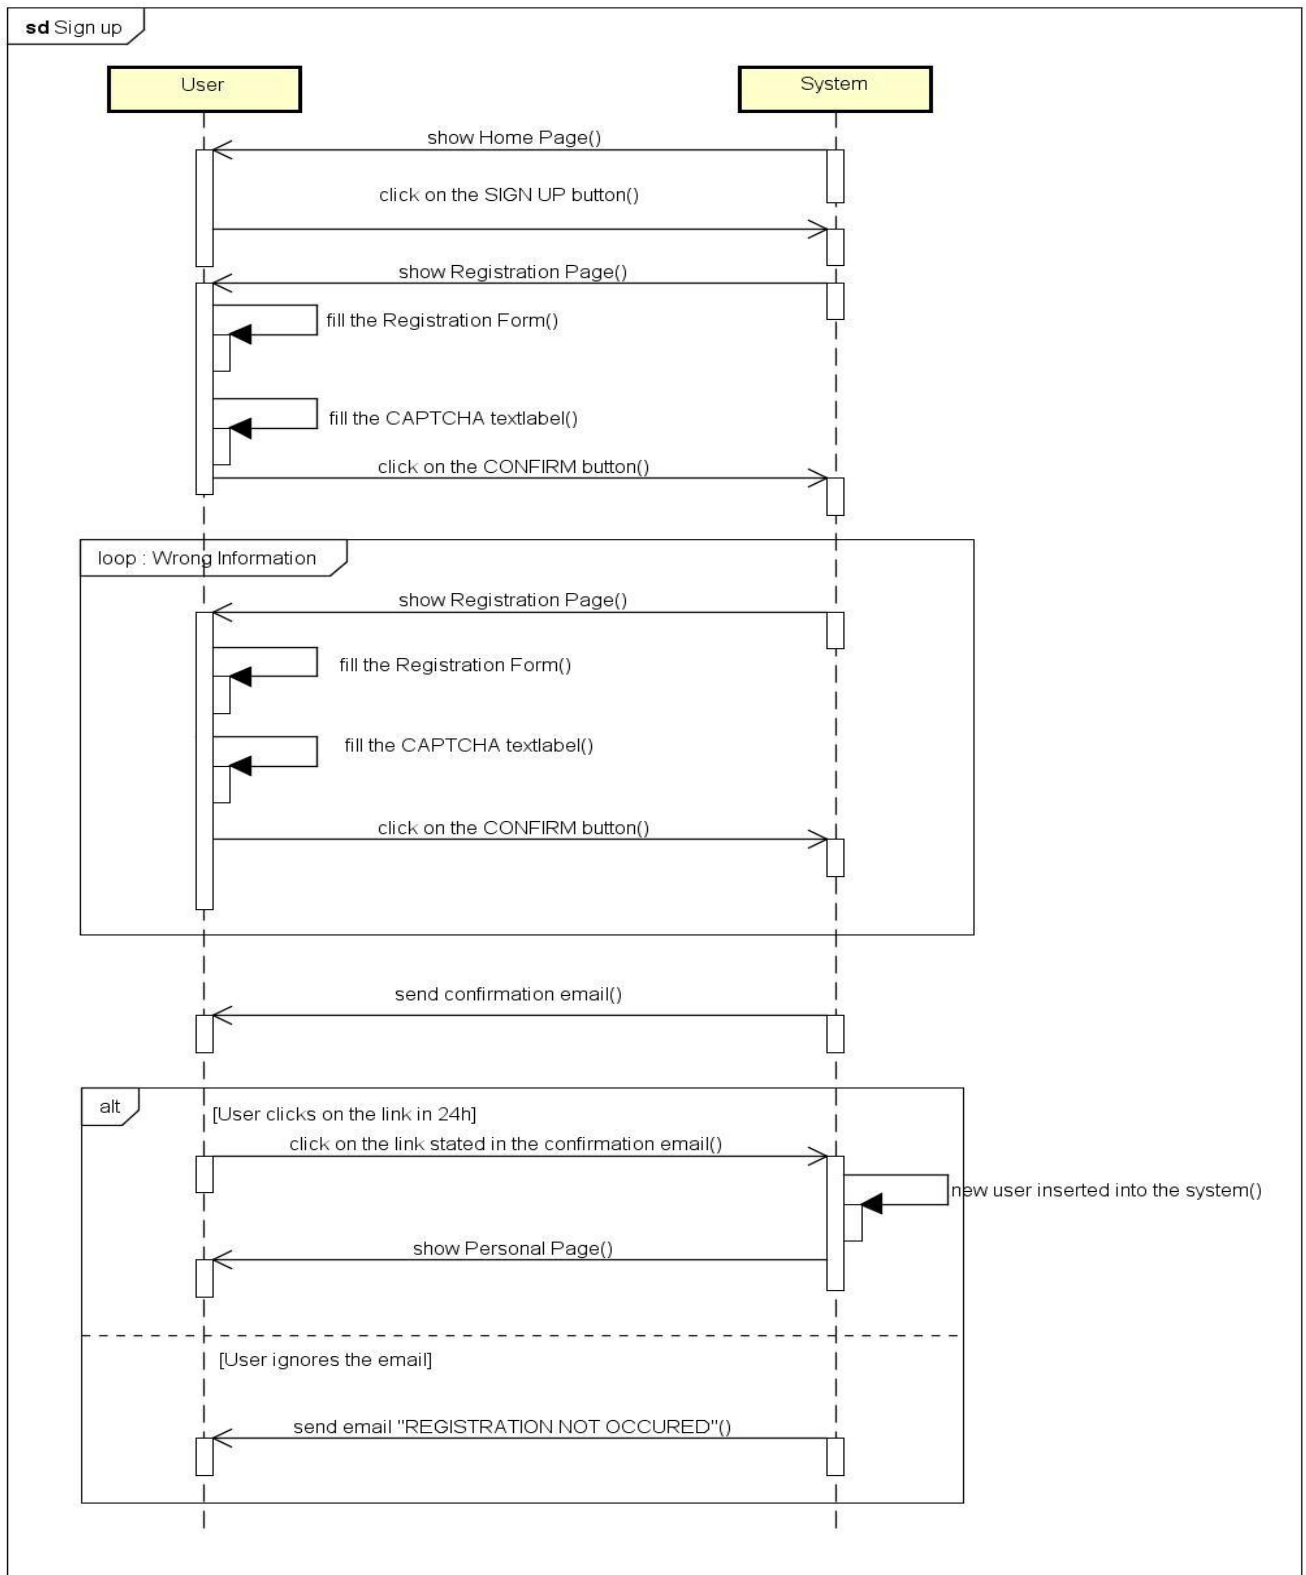 sd Sign up
User
System
show Home Page()
click on the SIGN UP button()
show Registration Page()
fill the Registration Form()
fill the CAPTCHA textlabel()
click on the CONFIRM button()
loop : Wrong Information
show Registration Page()
fill the Registration Form()
fill the CAPTCHA textlabel()
click on the CONFIRM button()
send confirmation email()
alt
[User clicks on the link in 24h]
click on the link stated in the confirmation email()
new user inserted into the system()
show Personal Page()
[User ignores the email]
send email "REGISTRATION NOT OCCURED"()